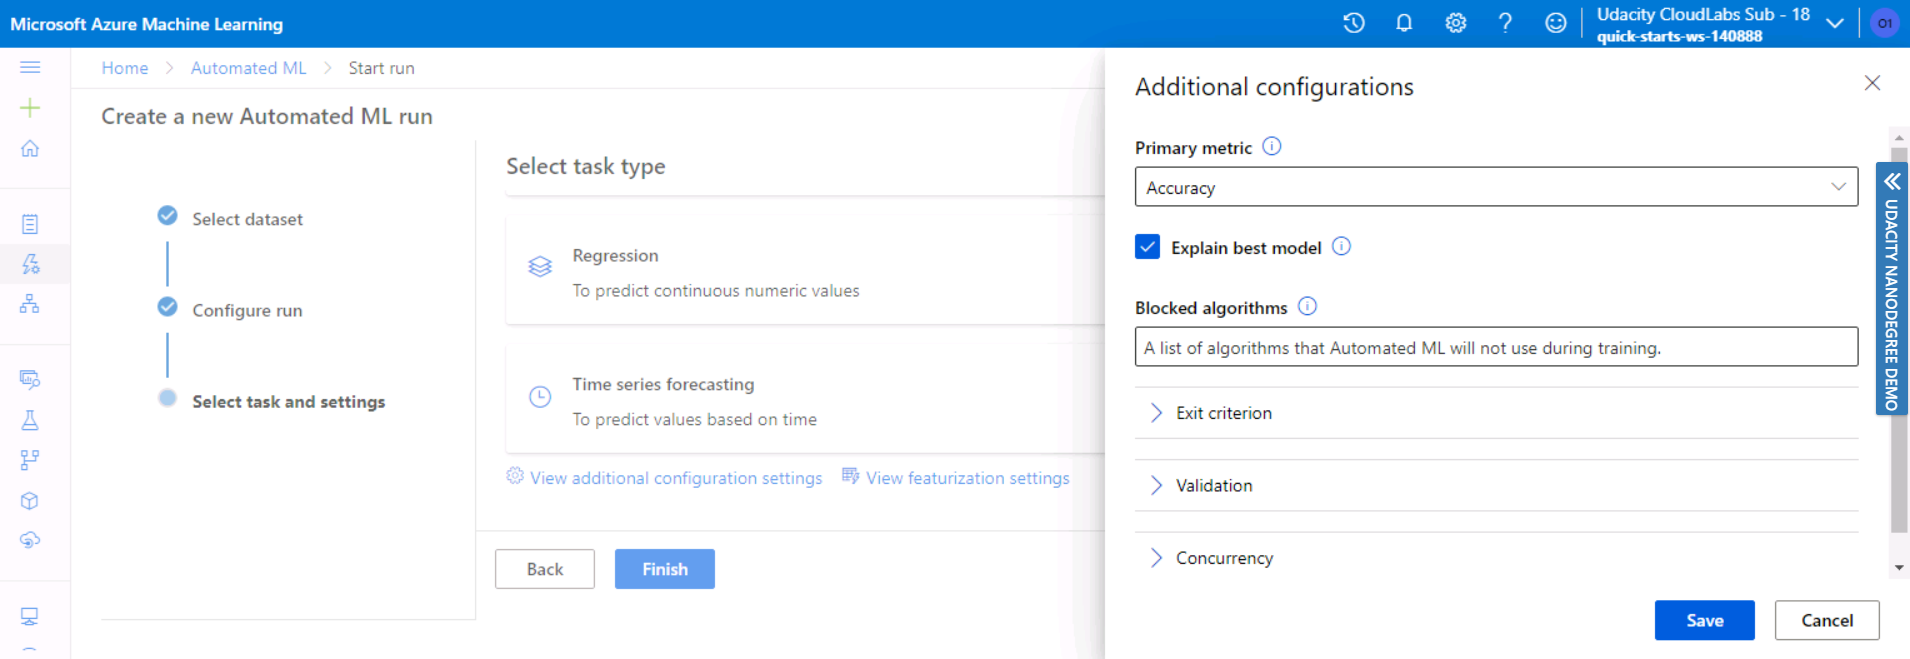 Microsoft Azure Machine Learning
Udacity CloudLabs Sub - 18
quick-starts-ws-140888
O1
Home > Automated ML > Start run
Create a new Automated ML run
Select dataset
Configure run
Select task and settings
Select task type
Regression
To predict continuous numeric values
Time series forecasting
To predict values based on time
View additional configuration settings
View featurization settings
Back
Finish
Additional configurations
Primary metric
Accuracy
Explain best model
Blocked algorithms
A list of algorithms that Automated ML will not use during training.
Exit criterion
Validation
Concurrency
Save
Cancel
UDACITY NANODEGREE DEMO